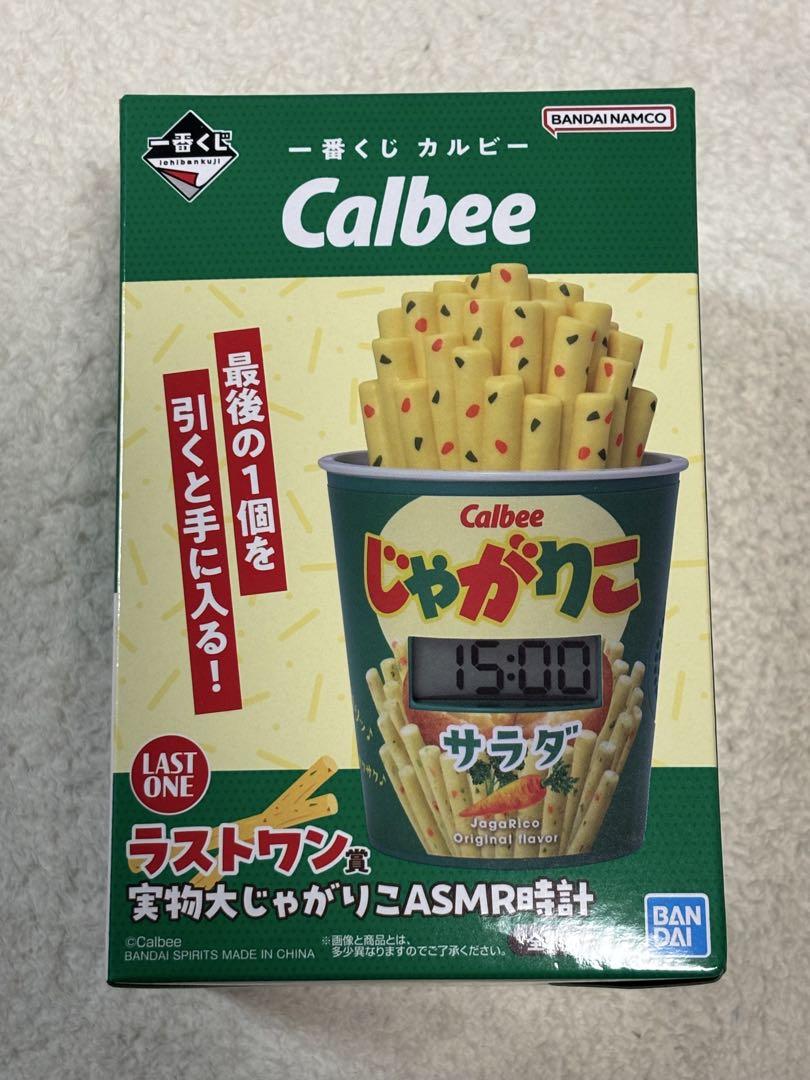 一番くじ
ichibankuji
BANDAI NAMCO
一番くじ カルビー
Calbee
最後の1個を
引くと手に入る!
Calbee
じゃがりこ
15:00
サラダ
JagaRico
Original flavor
LAST
ONE
ラストワン賞
実物大じゃがりこASMR時計
©Calbee
BANDAI SPIRITS MADE IN CHINA
※画像と商品とは、
多少異なりますのでご了承ください。
全
BAN
DAI